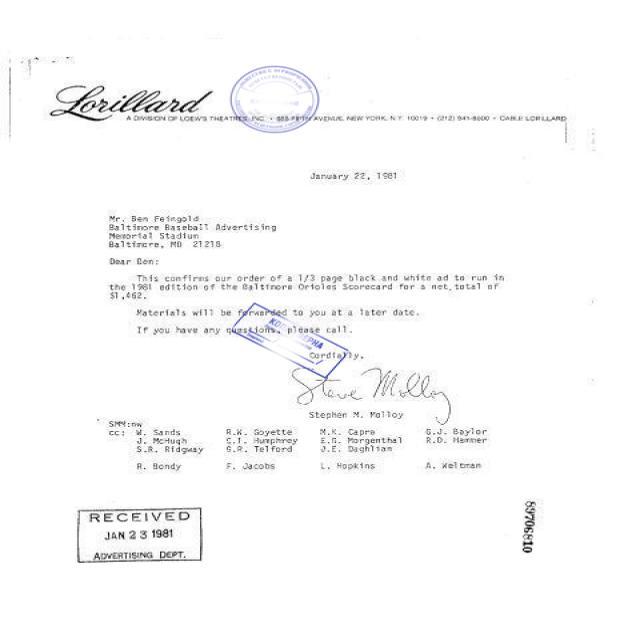 Lorillard
A DIVISION OF LOEW'S THEATRES, INC. • 666 FIFTH AVENUE, NEW YORK, N.Y. 10019 • (212) 841-8600 • CABLE LORILLARD
January 22, 1981
Mr. Ben Feingold
Baltimore Baseball Advertising
Memorial Stadium
Baltimore, MD 21218
Dear Ben:
This confirms our order of a 1/3 page black and white ad to run in
the 1981 edition of the Baltimore Orioles Scorecard for a net total of
$1,462.
Materials will be forwarded to you at a later date.
If you have any questions, please call.
Cordially,
Steve Molloy
Stephen M. Molloy
SMM:nw
cc: W. Sands R.W. Goyette M.K. Capra G.J. Baylor
J. McHugh C.I. Humphrey E.G. Morgenthal R.D. Hammer
S.R. Ridgway G.R. Telford J.E. Daghlian
R. Bondy F. Jacobs L. Hopkins A. Weitman
RECEIVED
JAN 23 1981
ADVERTISING DEPT.
89706810